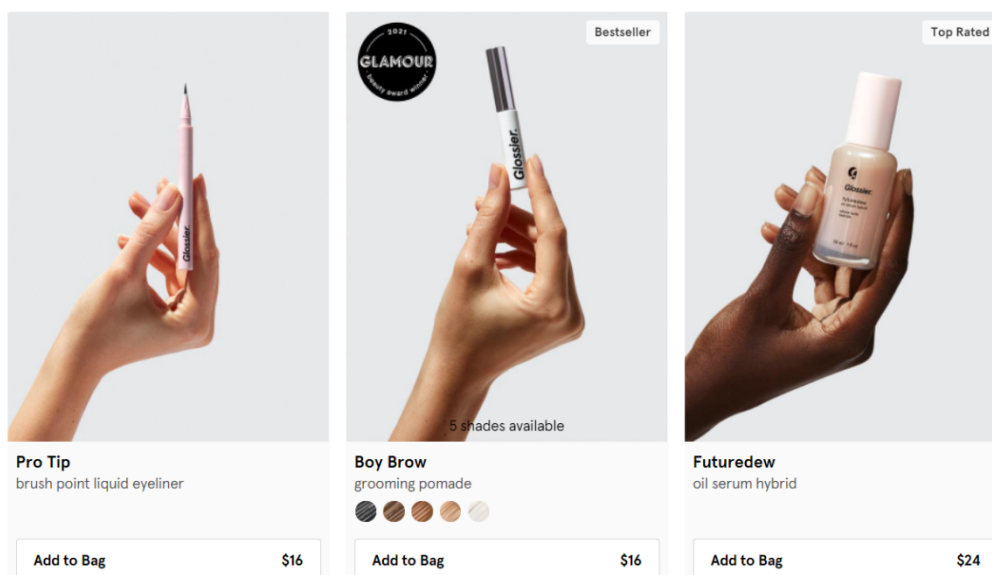 Glossier.
Pro Tip
brush point liquid eyeliner
Add to Bag $16
2021
GLAMOUR
beauty award winner
Bestseller
Glossier.
5 shades available
Boy Brow
grooming pomade
Add to Bag $16
Top Rated
Glossier.
Futuredew
Futuredew
oil serum hybrid
Add to Bag $24